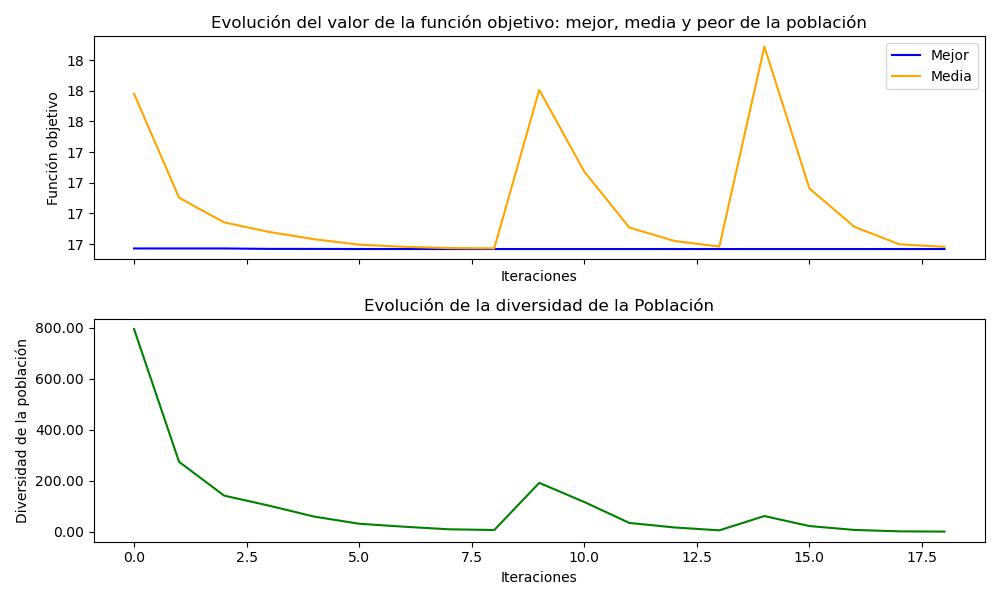 Evolución del valor de la función objetivo: mejor, media y peor de la población
18
18
18
17
17
17
17
Función objetivo
Mejor
Media
Iteraciones
Evolución de la diversidad de la Población
800.00
600.00
400.00
200.00
0.00
Diversidad de la población
0.0 2.5 5.0 7.5 10.0 12.5 15.0 17.5
Iteraciones